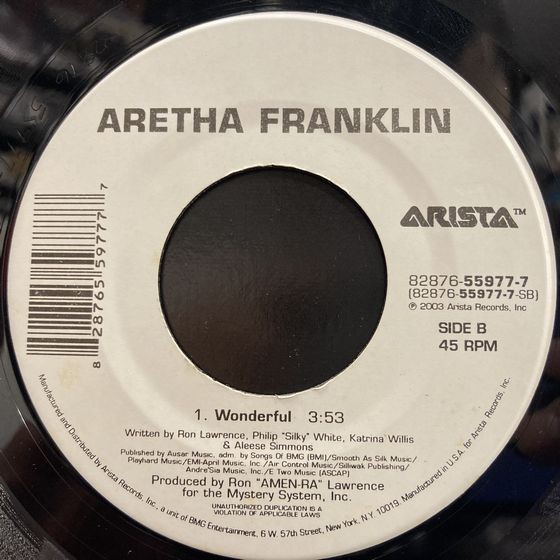 ARETHA FRANKLIN
ARISTA™
8 28765 59777 7
82876-55977-7
(82876-55977-7-SB)
℗ 2003 Arista Records, Inc
SIDE B
45 RPM
1. Wonderful 3:53
Written by Ron Lawrence, Philip "Silky" White, Katrina Willis
& Aleese Simmons
Published by Ausar Music, adm. by Songs Of BMG (BMI)/Smooth As Silk Music/
Playhard Music/EMI-April Music, Inc./Air Control Music/Silliwak Publishing/
Andre'Sia Music, Inc./E Two Music (ASCAP)
Produced by Ron "AMEN-RA" Lawrence
for the Mystery System, Inc.
UNAUTHORIZED DUPLICATION IS A
VIOLATION OF APPLICABLE LAWS
Manufactured and Distributed by Arista Records, Inc., a unit of BMG Entertainment, 6 W. 57th Street, New York, N.Y. 10019. Manufactured in U.S.A. for Arista Records, Inc.